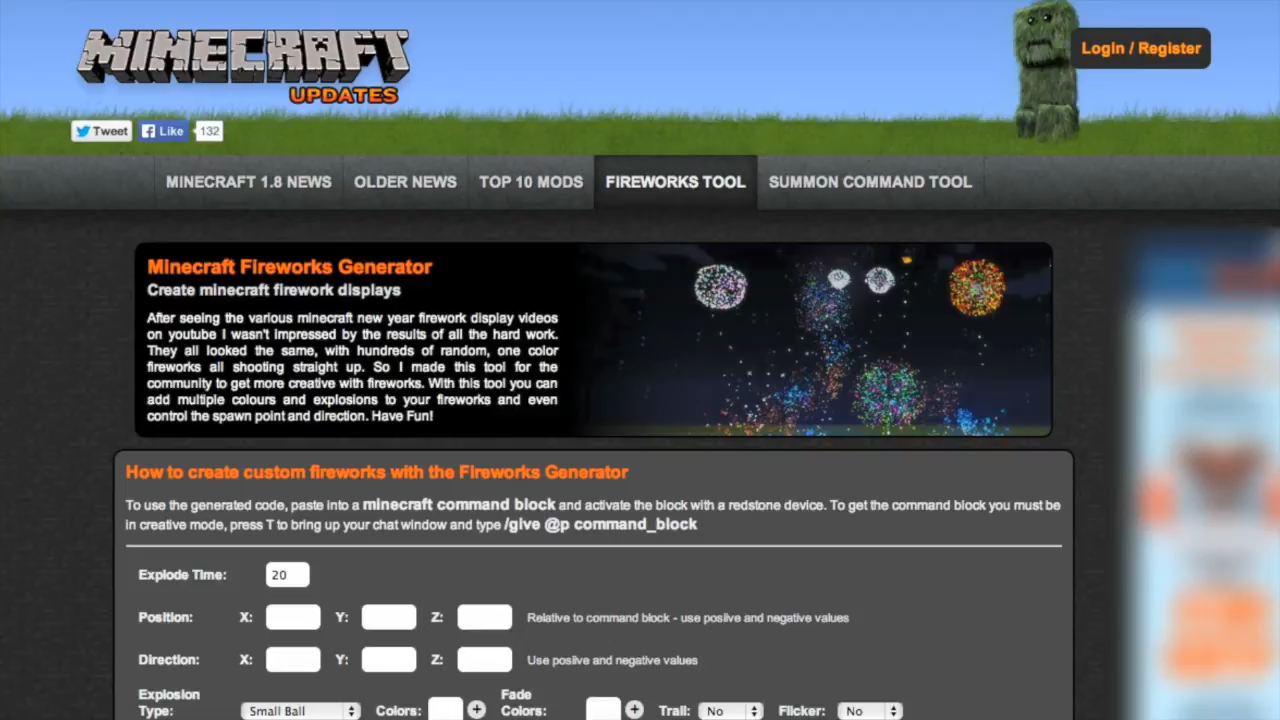 MINECRAFT
UPDATES
Login / Register
Tweet
Like
132
MINECRAFT 1.8 NEWS
OLDER NEWS
TOP 10 MODS
FIREWORKS TOOL
SUMMON COMMAND TOOL
Minecraft Fireworks Generator
Create minecraft firework displays
After seeing the various minecraft new year firework display videos
on youtube I wasn't impressed by the results of all the hard work.
They all looked the same, with hundreds of random, one color
fireworks all shooting straight up. So I made this tool for the
community to get more creative with fireworks. With this tool you can
add multiple colours and explosions to your fireworks and even
control the spawn point and direction. Have Fun!
How to create custom fireworks with the Fireworks Generator
To use the generated code, paste into a minecraft command block and activate the block with a redstone device. To get the command block you must
be in creative mode, press T to bring up your chat window and type /give @p command_block
Explode Time: 20
Position: X: Y: Z: Relative to command block - use posiive and negative values
Direction: X: Y: Z: Use posiive and negative values
Explosion Type: Small Ball Colors: + Fade Colors: + Trail: No Flicker: No